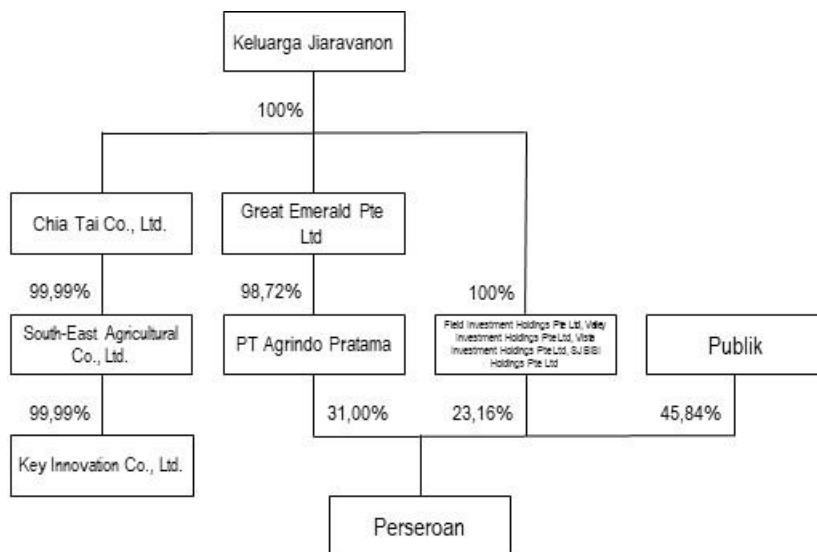 Keluarga Jiaravanon
100%
Chia Tai Co., Ltd.
Great Emerald Pte
Ltd
99,99%
98,72%
100%
South-East Agricultural
Co., Ltd.
PT Agrindo Pratama
Field Investment Holdings Pte Ltd, Valley
Investment Holdings Pte Ltd, Vista
Investment Holdings Pte Ltd, SJ BISI
Holdings Pte Ltd
Publik
99,99%
31,00%
23,16%
45,84%
Key Innovation Co., Ltd.
Perseroan